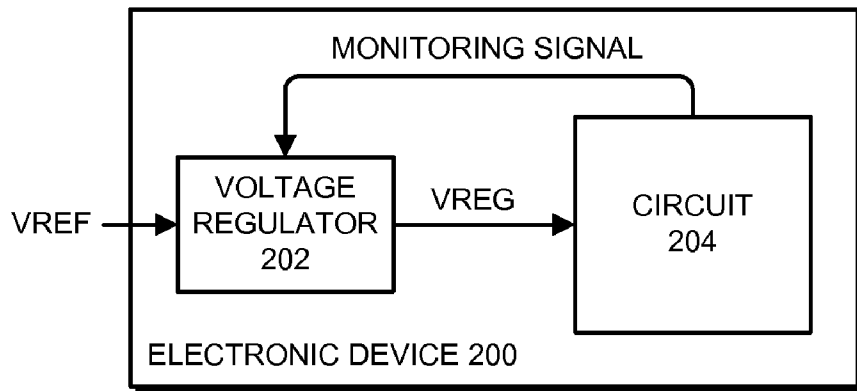 MONITORING SIGNAL
VREF
VOLTAGE
REGULATOR
202
VREG
CIRCUIT
204
ELECTRONIC DEVICE 200